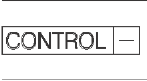 CONTROL —